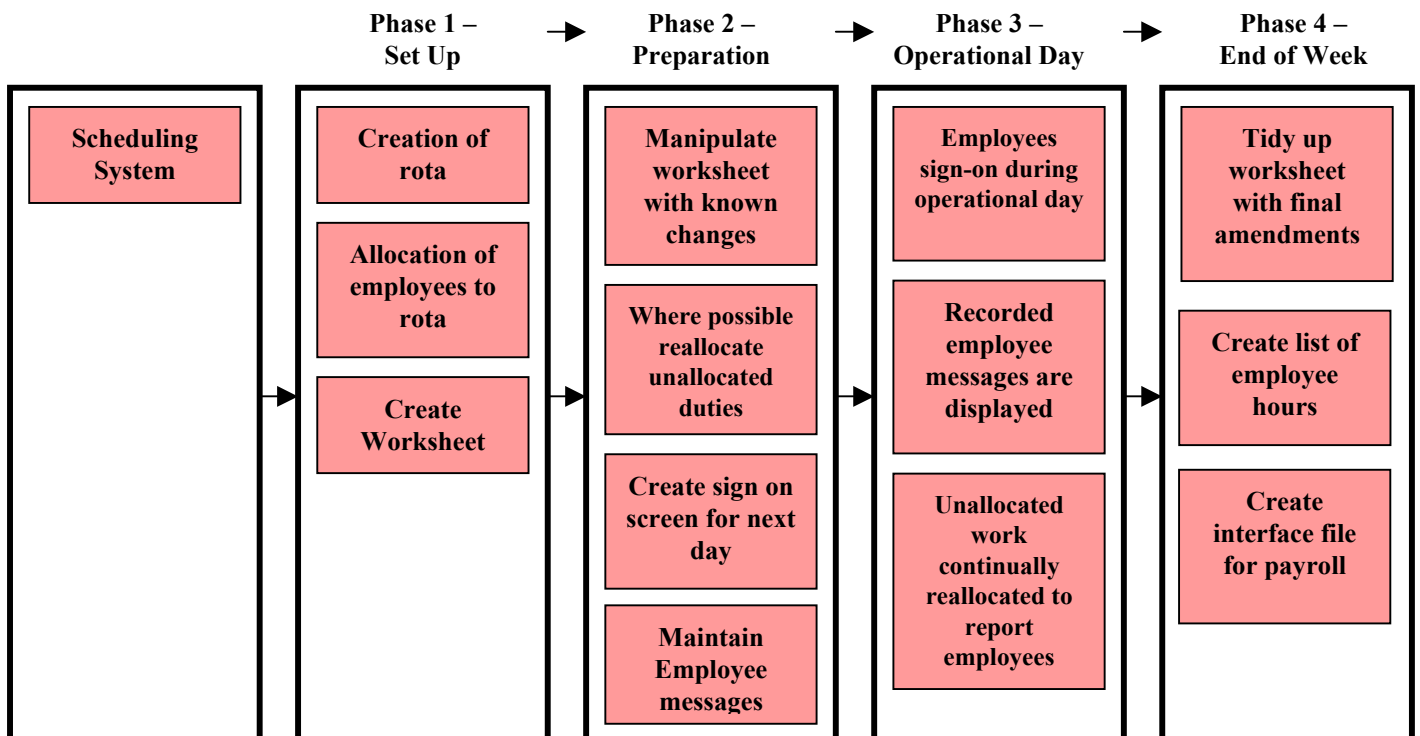 Phase 1 –
Set Up
Phase 2 –
Preparation
Phase 3 –
Operational Day
Phase 4 –
End of Week
Scheduling
System
Creation of
rota
Allocation of
employees to
rota
Create
Worksheet
Manipulate
worksheet
with known
changes
Where possible
reallocate
unallocated
duties
Create sign on
screen for next
day
Maintain
Employee
messages
Employees
sign-on during
operational day
Recorded
employee
messages are
displayed
Unallocated
work
continually
reallocated to
report
employees
Tidy up
worksheet
with final
amendments
Create list of
employee
hours
Create
interface file
for payroll